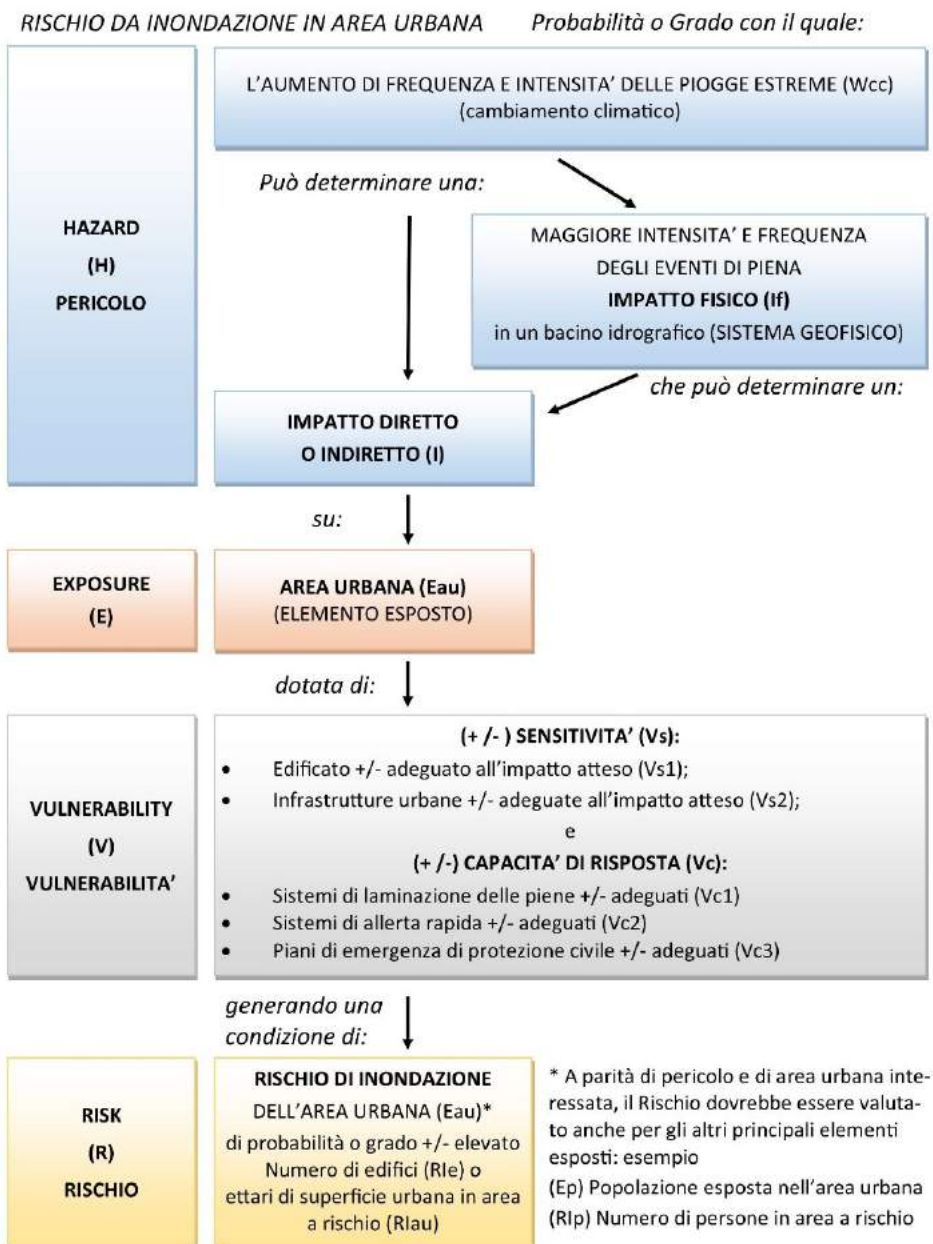 RISCHIO DA INONDAZIONE IN AREA URBANA
Probabilità o Grado con il quale:
HAZARD
(H)
PERICOLO
L'AUMENTO DI FREQUENZA E INTENSITA' DELLE PIOGGE ESTREME (Wcc)
(cambiamento climatico)
Può determinare una:
MAGGIORE INTENSITA' E FREQUENZA
DEGLI EVENTI DI PIENA
IMPATTO FISICO (If)
in un bacino idrografico (SISTEMA GEOFISICO)
che può determinare un:
IMPATTO DIRETTO
O INDIRETTO (I)
su:
EXPOSURE
(E)
AREA URBANA (Eau)
(ELEMENTO ESPOSTO)
dotata di:
VULNERABILITY
(V)
VULNERABILITA'
(+ /- ) SENSITIVITA' (Vs):
• Edificato +/- adeguato all'impatto atteso (Vs1);
• Infrastrutture urbane +/- adeguate all'impatto atteso (Vs2);
e
(+ /-) CAPACITA' DI RISPOSTA (Vc):
• Sistemi di laminazione delle piene +/- adeguati (Vc1)
• Sistemi di allerta rapida +/- adeguati (Vc2)
• Piani di emergenza di protezione civile +/- adeguati (Vc3)
generando una
condizione di:
RISK
(R)
RISCHIO
RISCHIO DI INONDAZIONE
DELL'AREA URBANA (Eau)*
di probabilità o grado +/- elevato
Numero di edifici (RIe) o
ettari di superficie urbana in area
a rischio (RIau)
* A parità di pericolo e di area urbana inte-
ressata, il Rischio dovrebbe essere valuta-
to anche per gli altri principali elementi
esposti: esempio
(Ep) Popolazione esposta nell'area urbana
(RIp) Numero di persone in area a rischio